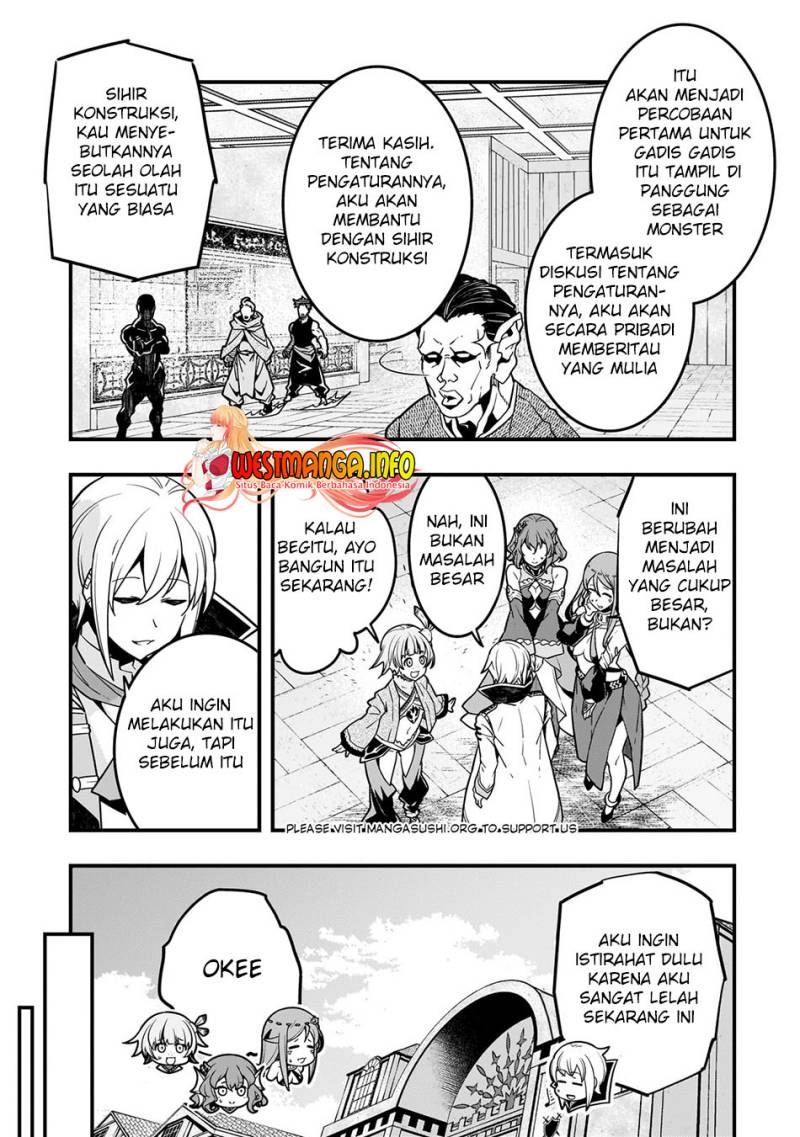 ITU
AKAN MENJADI
PERCOBAAN
PERTAMA UNTUK
GADIS GADIS
ITU TAMPIL DI
PANGGUNG
SEBAGAI
MONSTER
TERMASUK
DISKUSI TENTANG
PENGATURAN-
NYA, AKU AKAN
SECARA PRIBADI
MEMBERITAU
YANG MULIA
TERIMA KASIH.
TENTANG
PENGATURANNYA,
AKU AKAN
MEMBANTU
DENGAN SIHIR
KONSTRUKSI
SIHIR
KONSTRUKSI,
KAU MENYE-
BUTKANNYA
SEOLAH OLAH
ITU SESUATU
YANG BIASA
WESTMANGA.INFO
Situs Baca Komik Berbahasa Indonesia
INI
BERUBAH
MENJADI
MASALAH
YANG CUKUP
BESAR,
BUKAN?
NAH, INI
BUKAN
MASALAH
BESAR
KALAU
BEGITU, AYO
BANGUN ITU
SEKARANG!
AKU INGIN
MELAKUKAN ITU
JUGA, TAPI
SEBELUM ITU
PLEASE VISIT MANGASUSHI.ORG TO SUPPORT US
AKU INGIN
ISTIRAHAT DULU
KARENA AKU
SANGAT LELAH
SEKARANG INI
OKEE